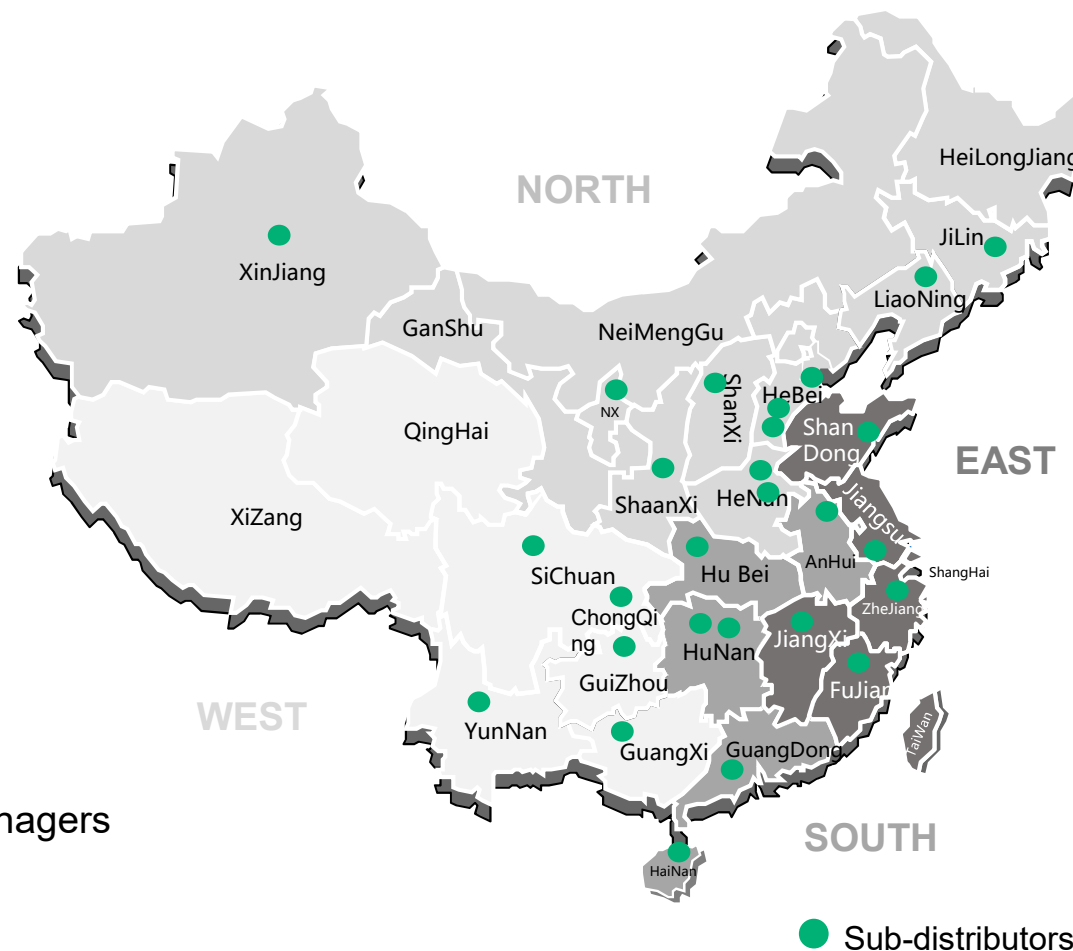 HeiLongJiang
NORTH
JiLin
XinJiang
LiaoNing
GanShu
NeiMengGu
ShanXi
HeBei
NX
QingHai
Shan
Dong
EAST
ShaanXi
HeNan
Jiangsu
XiZang
AnHui
SiChuan
Hu Bei
ShangHai
ChongQi
ng
ZheJiang
HuNan
JiangXi
GuiZhou
FuJian
WEST
YunNan
GuangXi
GuangDong
TaiWan
nagers
SOUTH
HaiNan
Sub-distributors